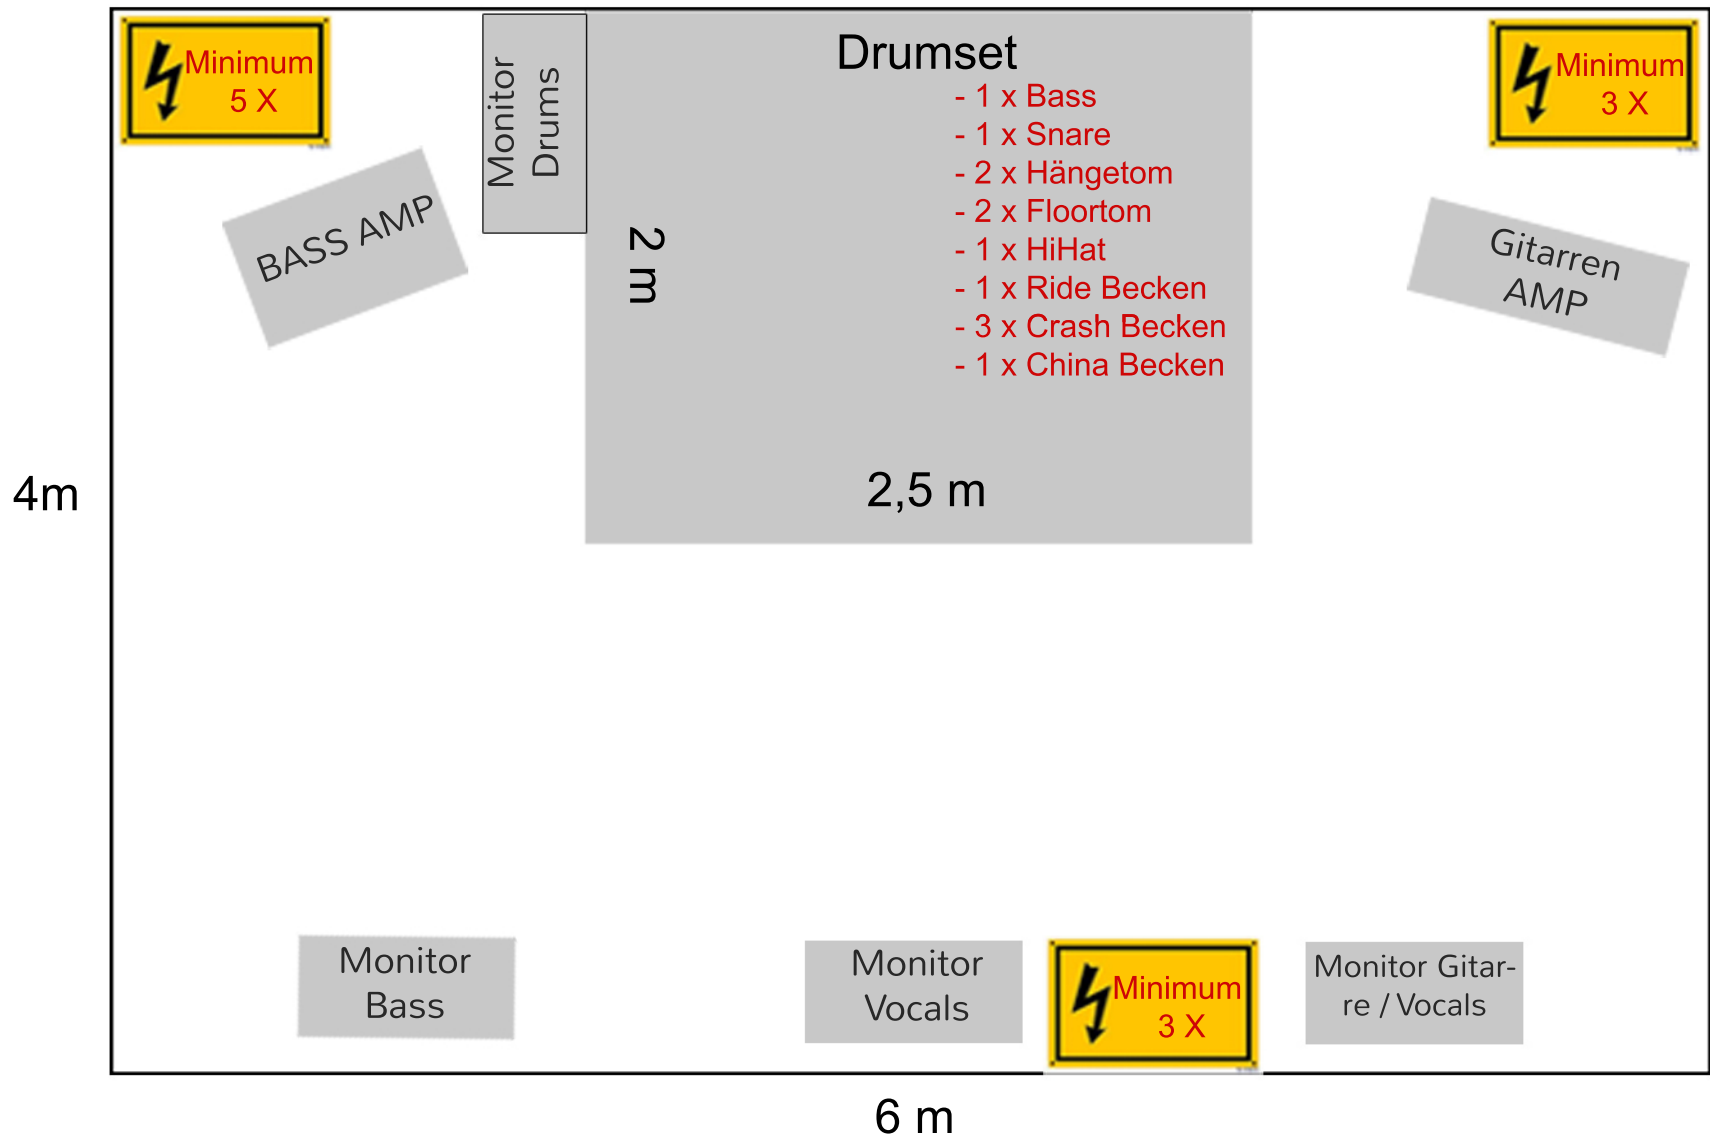 Minimum
5 X
Monitor
Drums
Drumset
- 1 x Bass
- 1 x Snare
- 2 x Hängetom
- 2 x Floortom
- 1 x HiHat
- 1 x Ride Becken
- 3 x Crash Becken
- 1 x China Becken
2 m
2,5 m
Minimum
3 X
BASS AMP
Gitarren
AMP
4m
Monitor
Bass
Monitor
Vocals
Minimum
3 X
Monitor Gitar-
re / Vocals
6 m